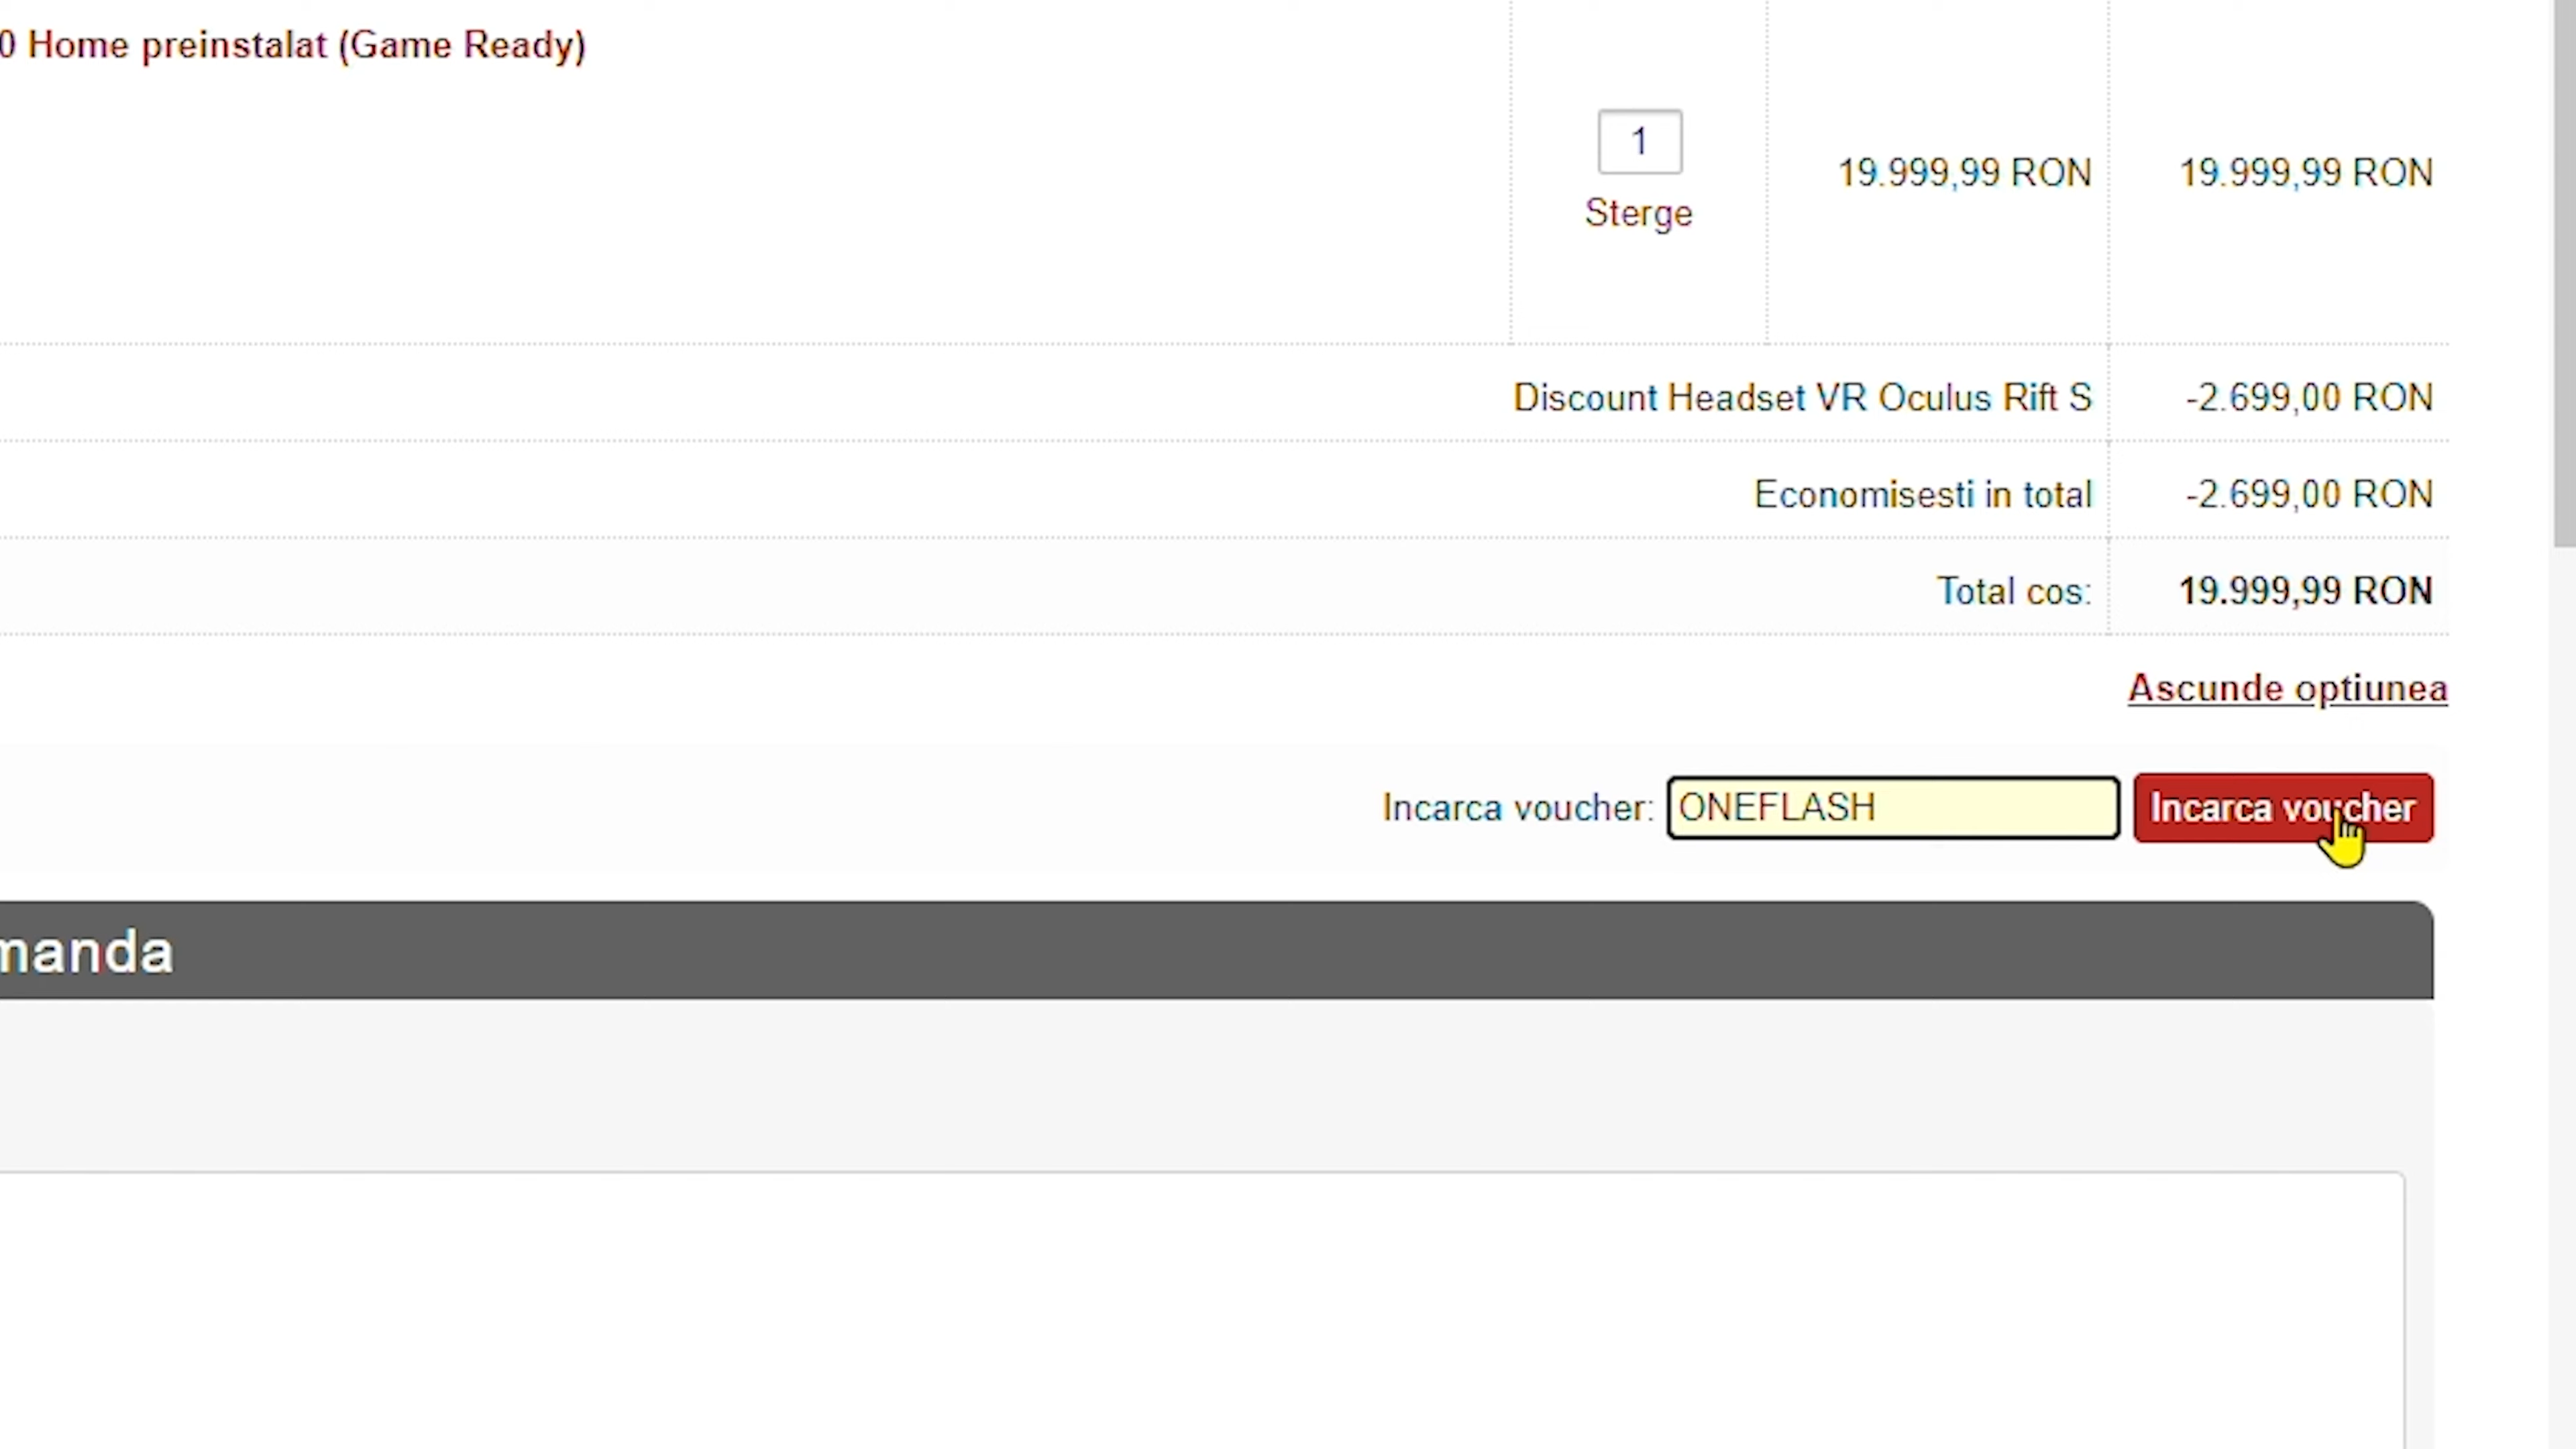 0 Home preinstalat (Game Ready)
1
19.999,99 RON
19.999,99 RON
Sterge
Discount Headset VR Oculus Rift S
-2.699,00 RON
Economisesti in total
-2.699,00 RON
Total cos:
19.999,99 RON
Ascunde optiunea
Incarca voucher:
ONEFLASH
Incarca voucher
manda